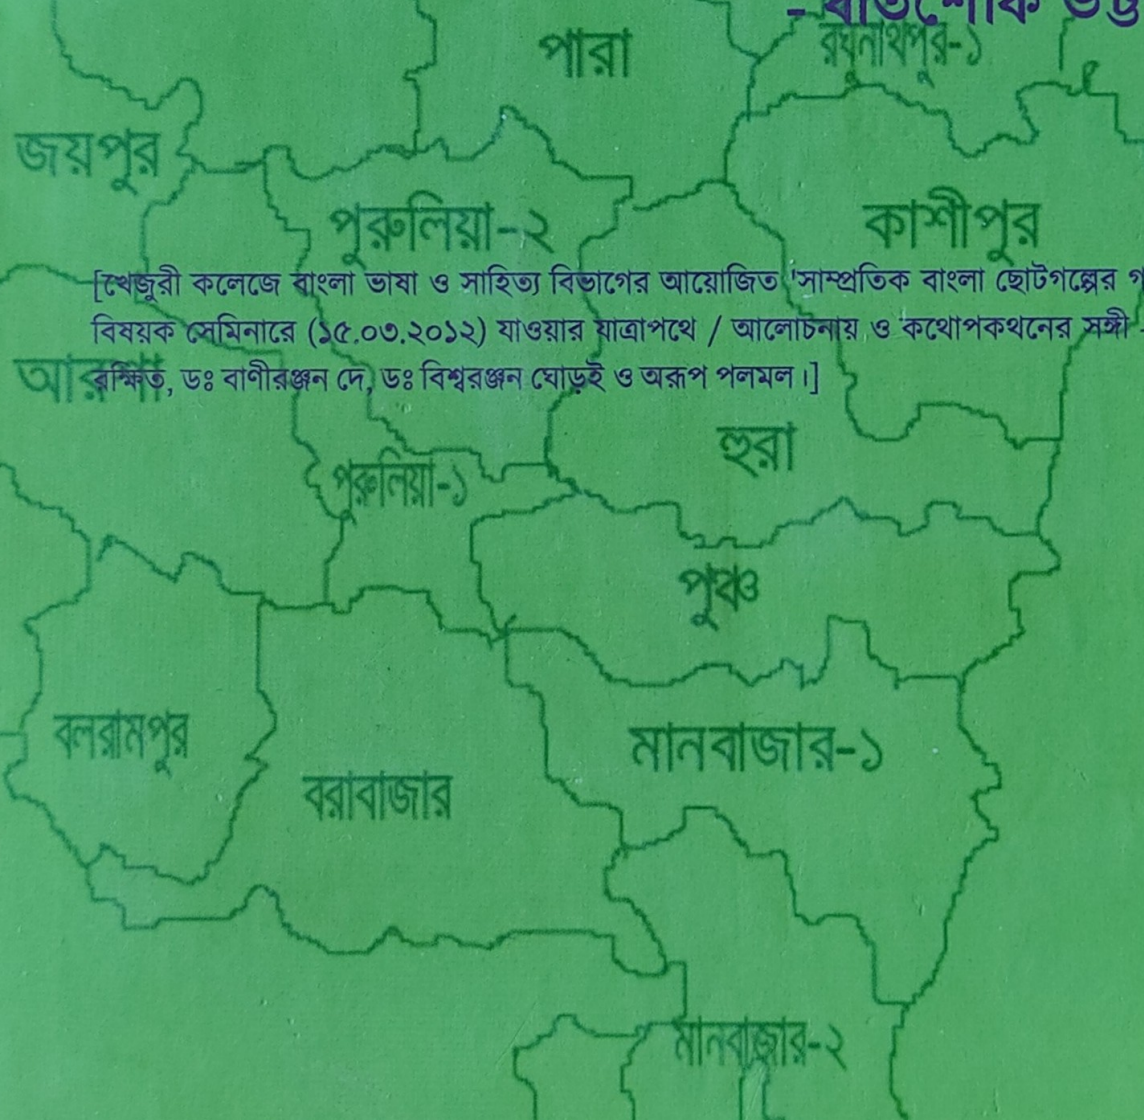 পারা
রঘুনাথপুর-১
জয়পুর
পুরুলিয়া-২
কাশীপুর
[খেজুরী কলেজে বাংলা ভাষা ও সাহিত্য বিভাগের আয়োজিত 'সাম্প্রতিক বাংলা ছোটগল্পের
বিষয়ক সেমিনারে (১৫.০৩.২০১২) যাওয়ার যাত্রাপথে / আলোচনায় ও কথোপকথনের সঙ্গী
রক্ষিত, ডঃ বাণীরঞ্জন দে, ডঃ বিশ্বরঞ্জন ঘোড়ই ও অরূপ পলমল।]
হুরা
পুরুলিয়া-১
পুঞ্চ
বলরামপুর
মানবাজার-১
বরাবাজার
মানবাজার-২